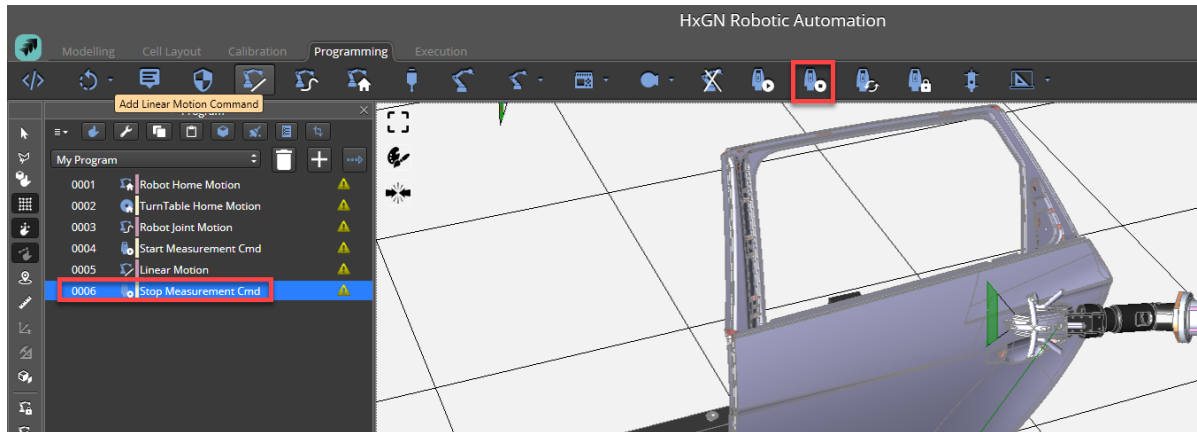 HxGN Robotic Automation
Modelling Cell Layout Calibration Programming Execution
Add Linear Motion Command
Program
My Program
0001 Robot Home Motion
0002 TurnTable Home Motion
0003 Robot Joint Motion
0004 Start Measurement Cmd
0005 Linear Motion
0006 Stop Measurement Cmd